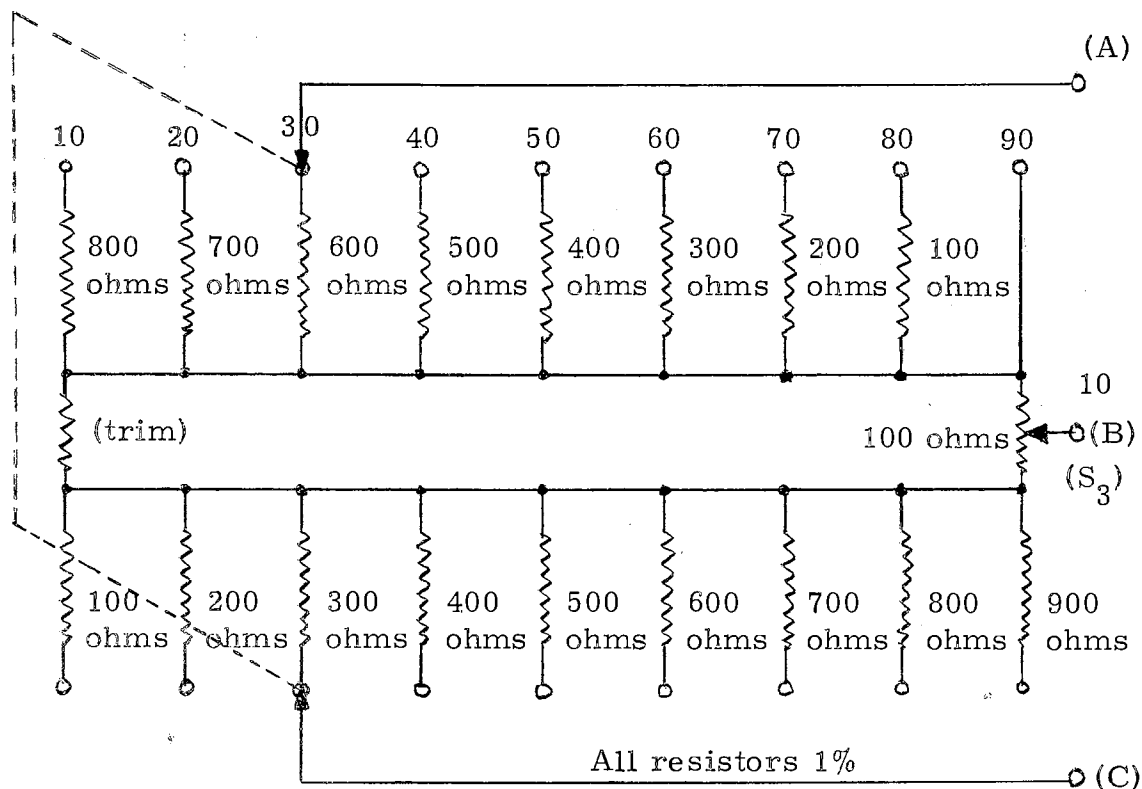 (A)
10 20 30 40 50 60 70 80 90
800 ohms
700 ohms
600 ohms
500 ohms
400 ohms
300 ohms
200 ohms
100 ohms
10
(trim)
100 ohms
(B)
(S3)
100 ohms
200 ohms
300 ohms
400 ohms
500 ohms
600 ohms
700 ohms
800 ohms
900 ohms
All resistors 1%
(C)